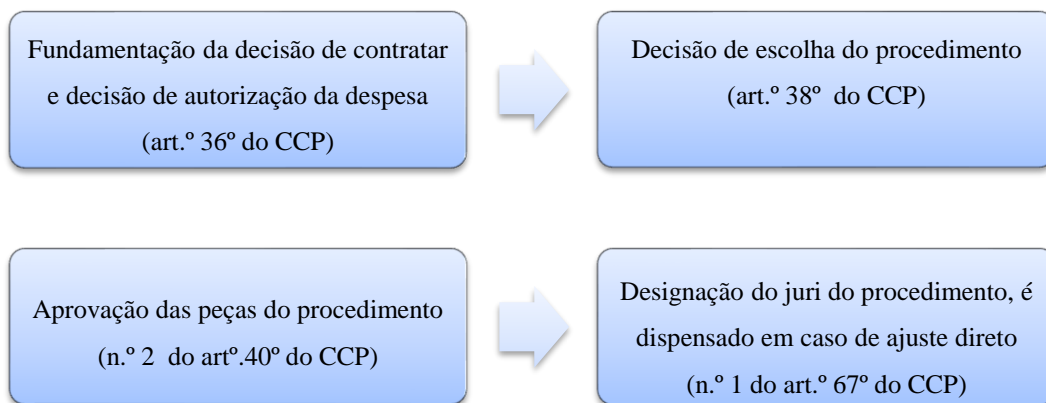 Fundamentação da decisão de contratar
e decisão de autorização da despesa
(art.º 36º do CCP)
Decisão de escolha do procedimento
(art.º 38º do CCP)
Aprovação das peças do procedimento
(n.º 2 do artº.40º do CCP)
Designação do juri do procedimento, é
dispensado em caso de ajuste direto
(n.º 1 do art.º 67º do CCP)